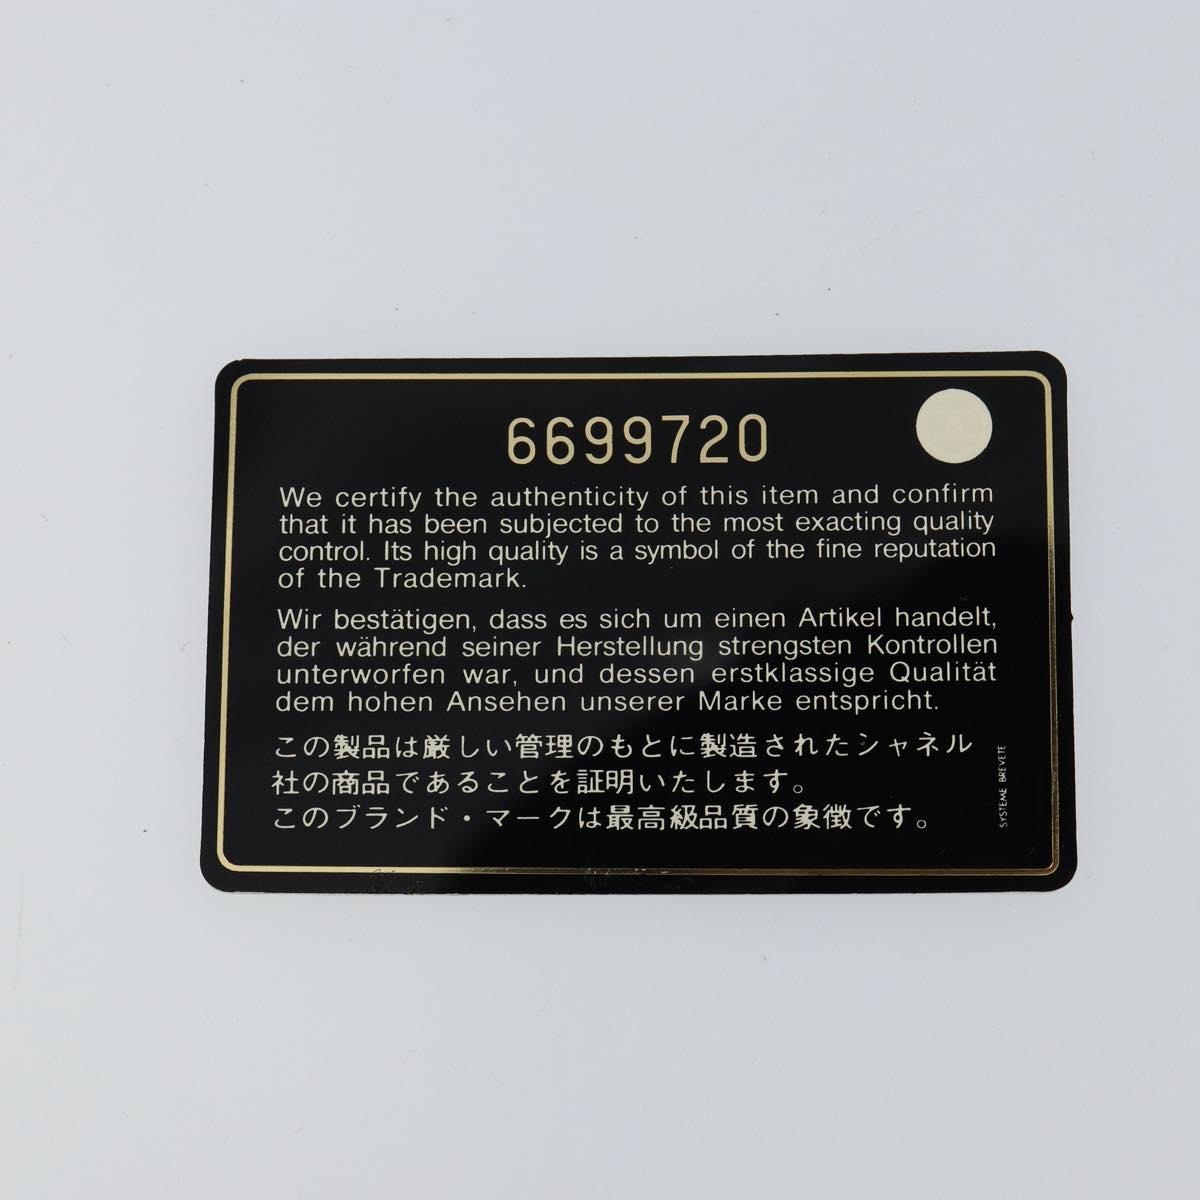 6699720
We certify the authenticity of this item and confirm
that it has been subjected to the most exacting quality
control. Its high quality is a symbol of the fine reputation
of the Trademark.
Wir bestätigen, dass es sich um einen Artikel handelt,
der während seiner Herstellung strengsten Kontrollen
unterworfen war, und dessen erstklassige Qualität
dem hohen Ansehen unserer Marke entspricht.
この製品は厳しい管理のもとに製造されたシャネル
社の商品であることを証明いたします。
このブランド・マークは最高級品質の象徴です。
SYSTEME BREVETE